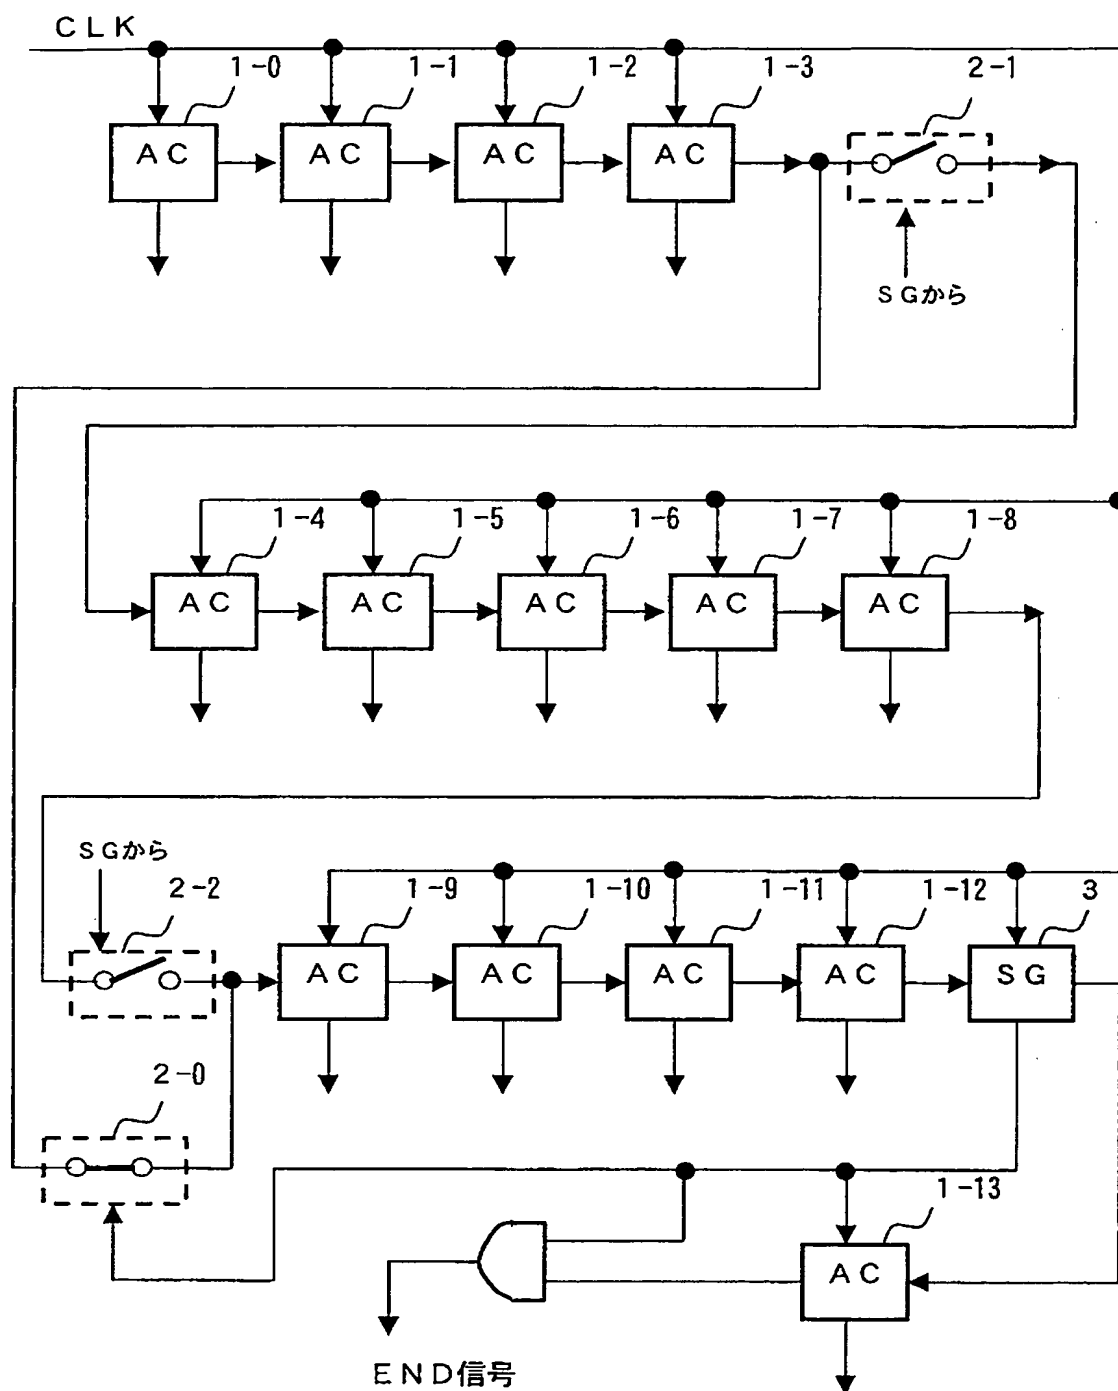 CLK
1-0
1-1
1-2
1-3
2-1
AC
AC
AC
AC
SGから
1-4
1-5
1-6
1-7
1-8
AC
AC
AC
AC
AC
SGから
2-2
1-9
1-10
1-11
1-12
3
AC
AC
AC
AC
SG
2-0
1-13
AC
END信号